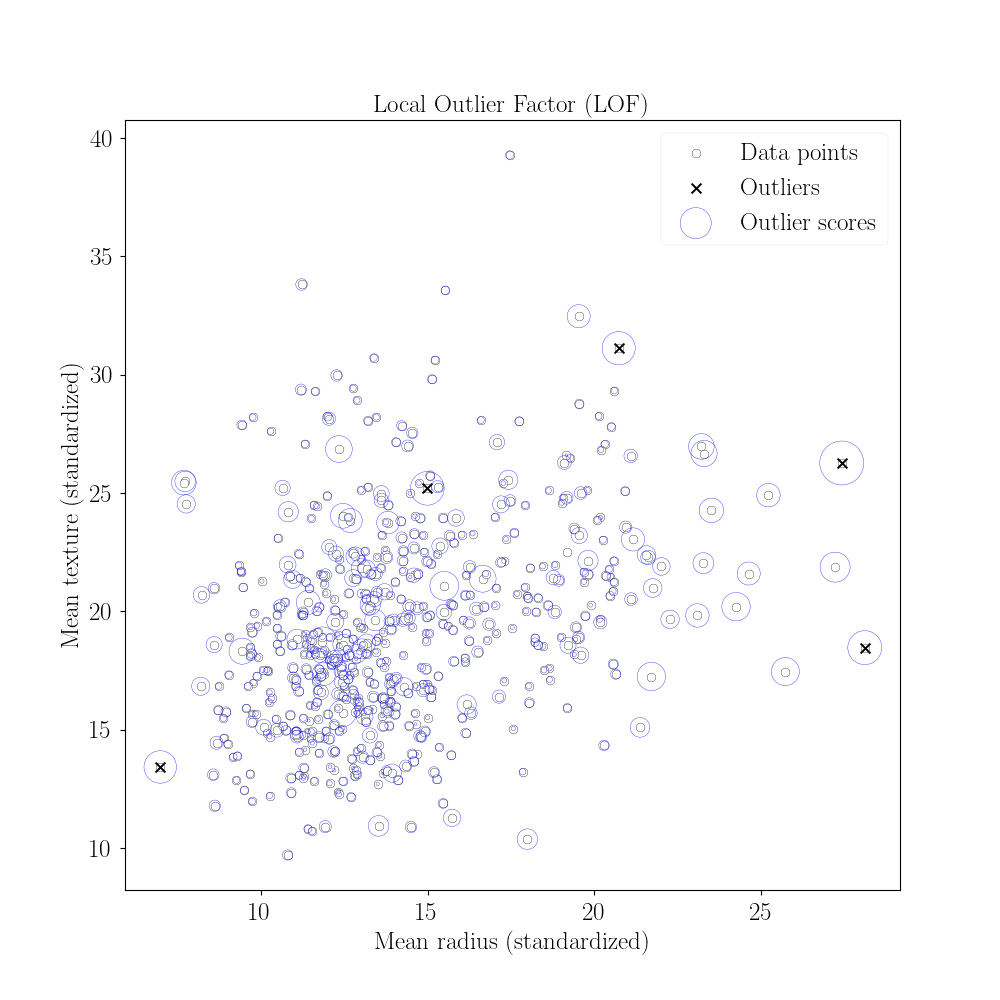 Local Outlier Factor (LOF)
Data points
Outliers
Outlier scores
40
35
30
25
20
15
10
Mean texture (standardized)
10 15 20 25
Mean radius (standardized)